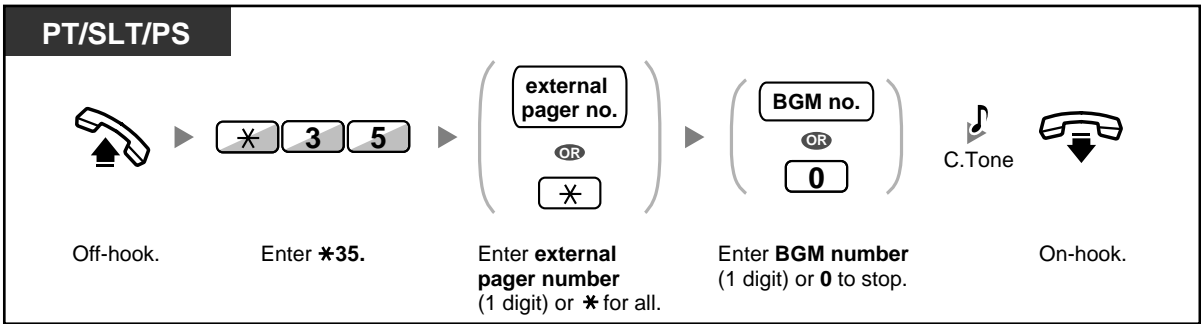 PT/SLT/PS
✳ 3 5
external
pager no.
OR
✳
BGM no.
OR
0
C.Tone
Off-hook.
Enter ✳35.
Enter external
pager number
(1 digit) or ✳ for all.
Enter BGM number
(1 digit) or 0 to stop.
On-hook.